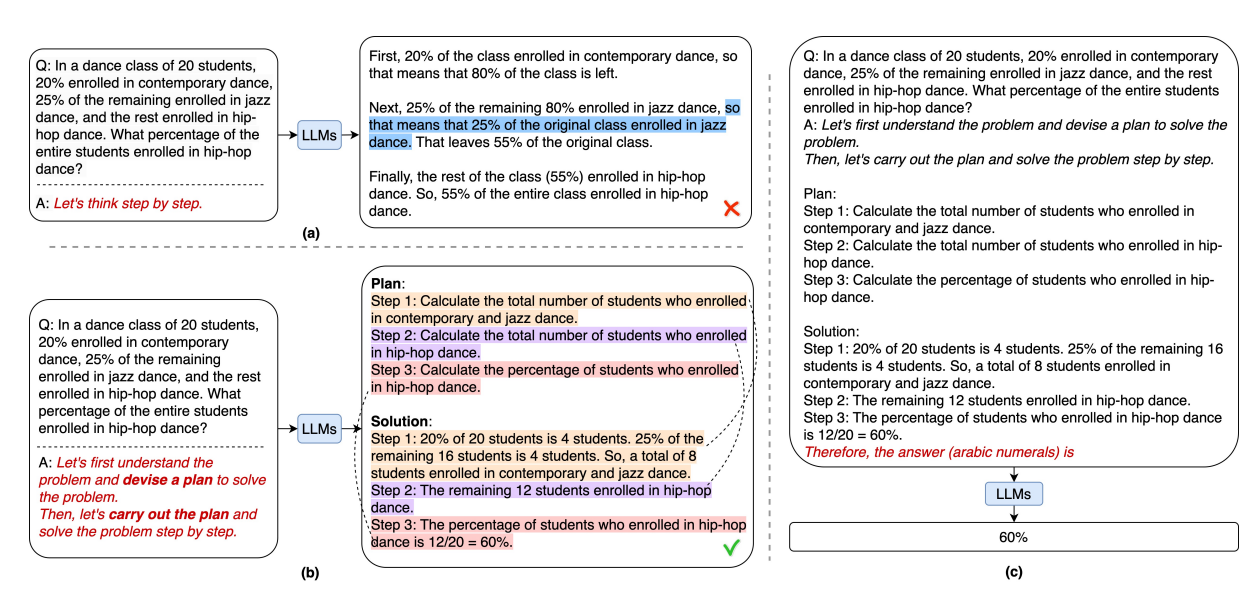 Q: In a dance class of 20 students,
20% enrolled in contemporary dance,
25% of the remaining enrolled in jazz
dance, and the rest enrolled in hip-
hop dance. What percentage of the
entire students enrolled in hip-hop
dance?
A: Let's think step by step.
LLMs
First, 20% of the class enrolled in contemporary dance, so
that means that 80% of the class is left.
Next, 25% of the remaining 80% enrolled in jazz dance, so
that means that 25% of the original class enrolled in jazz
dance. That leaves 55% of the original class.
Finally, the rest of the class (55%) enrolled in hip-hop
dance. So, 55% of the entire class enrolled in hip-hop
dance.
(a)
Q: In a dance class of 20 students,
20% enrolled in contemporary
dance, 25% of the remaining
enrolled in jazz dance, and the rest
enrolled in hip-hop dance. What
percentage of the entire students
enrolled in hip-hop dance?
A: Let's first understand the
problem and devise a plan to solve
the problem.
Then, let's carry out the plan and
solve the problem step by step.
LLMs
Plan:
Step 1: Calculate the total number of students who enrolled
in contemporary and jazz dance.
Step 2: Calculate the total number of students who enrolled
in hip-hop dance.
Step 3: Calculate the percentage of students who enrolled
in hip-hop dance.
Solution:
Step 1: 20% of 20 students is 4 students. 25% of the
remaining 16 students is 4 students. So, a total of 8
students enrolled in contemporary and jazz dance.
Step 2: The remaining 12 students enrolled in hip-hop
dance.
Step 3: The percentage of students who enrolled in hip-hop
dance is 12/20 = 60%.
(b)
Q: In a dance class of 20 students, 20% enrolled in contemporary
dance, 25% of the remaining enrolled in jazz dance, and the rest
enrolled in hip-hop dance. What percentage of the entire students
enrolled in hip-hop dance?
A: Let's first understand the problem and devise a plan to solve the
problem.
Then, let's carry out the plan and solve the problem step by step.
Plan:
Step 1: Calculate the total number of students who enrolled in
contemporary and jazz dance.
Step 2: Calculate the total number of students who enrolled in hip-
hop dance.
Step 3: Calculate the percentage of students who enrolled in hip-
hop dance.
Solution:
Step 1: 20% of 20 students is 4 students. 25% of the remaining 16
students is 4 students. So, a total of 8 students enrolled in
contemporary and jazz dance.
Step 2: The remaining 12 students enrolled in hip-hop dance.
Step 3: The percentage of students who enrolled in hip-hop dance
is 12/20 = 60%.
Therefore, the answer (arabic numerals) is
LLMs
60%
(c)